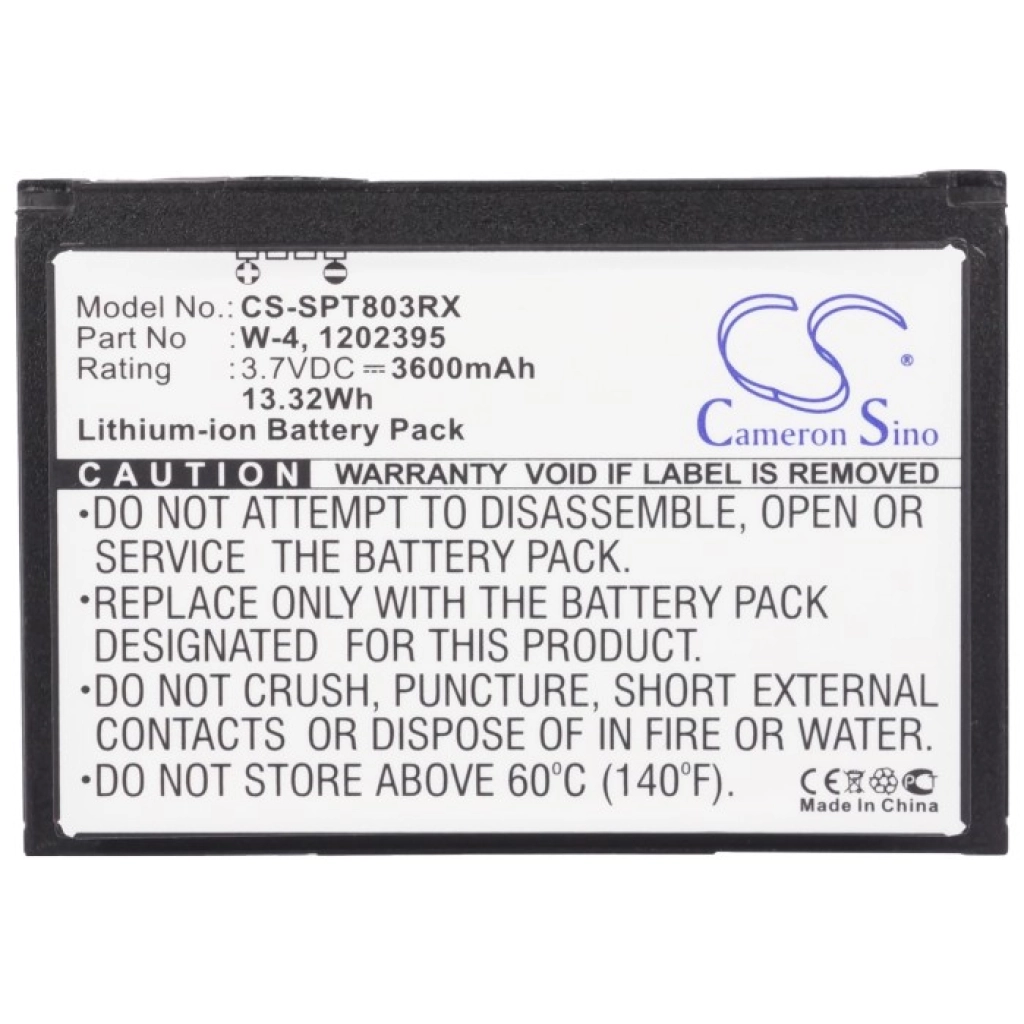 Model No.: CS-SPT803RX
Part No : W-4, 1202395
Rating : 3.7VDC ⎓ 3600mAh
13.32Wh
Lithium-ion Battery Pack
CS ®
Cameron Sino
CAUTION WARRANTY VOID IF LABEL IS REMOVED
•DO NOT ATTEMPT TO DISASSEMBLE, OPEN OR
SERVICE THE BATTERY PACK.
•REPLACE ONLY WITH THE BATTERY PACK
DESIGNATED FOR THIS PRODUCT.
•DO NOT CRUSH, PUNCTURE, SHORT EXTERNAL
CONTACTS OR DISPOSE OF IN FIRE OR WATER.
•DO NOT STORE ABOVE 60°C (140°F).
CE PCT
Made In China